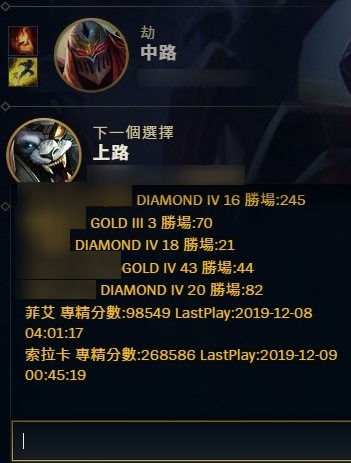 劫
中路
下一個選擇
上路
DIAMOND IV 16 勝場:245
GOLD III 3 勝場:70
DIAMOND IV 18 勝場:21
GOLD IV 43 勝場:44
DIAMOND IV 20 勝場:82
菲艾 專精分數:98549 LastPlay:2019-12-08
04:01:17
索拉卡 專精分數:268586 LastPlay:2019-12-09
00:45:19